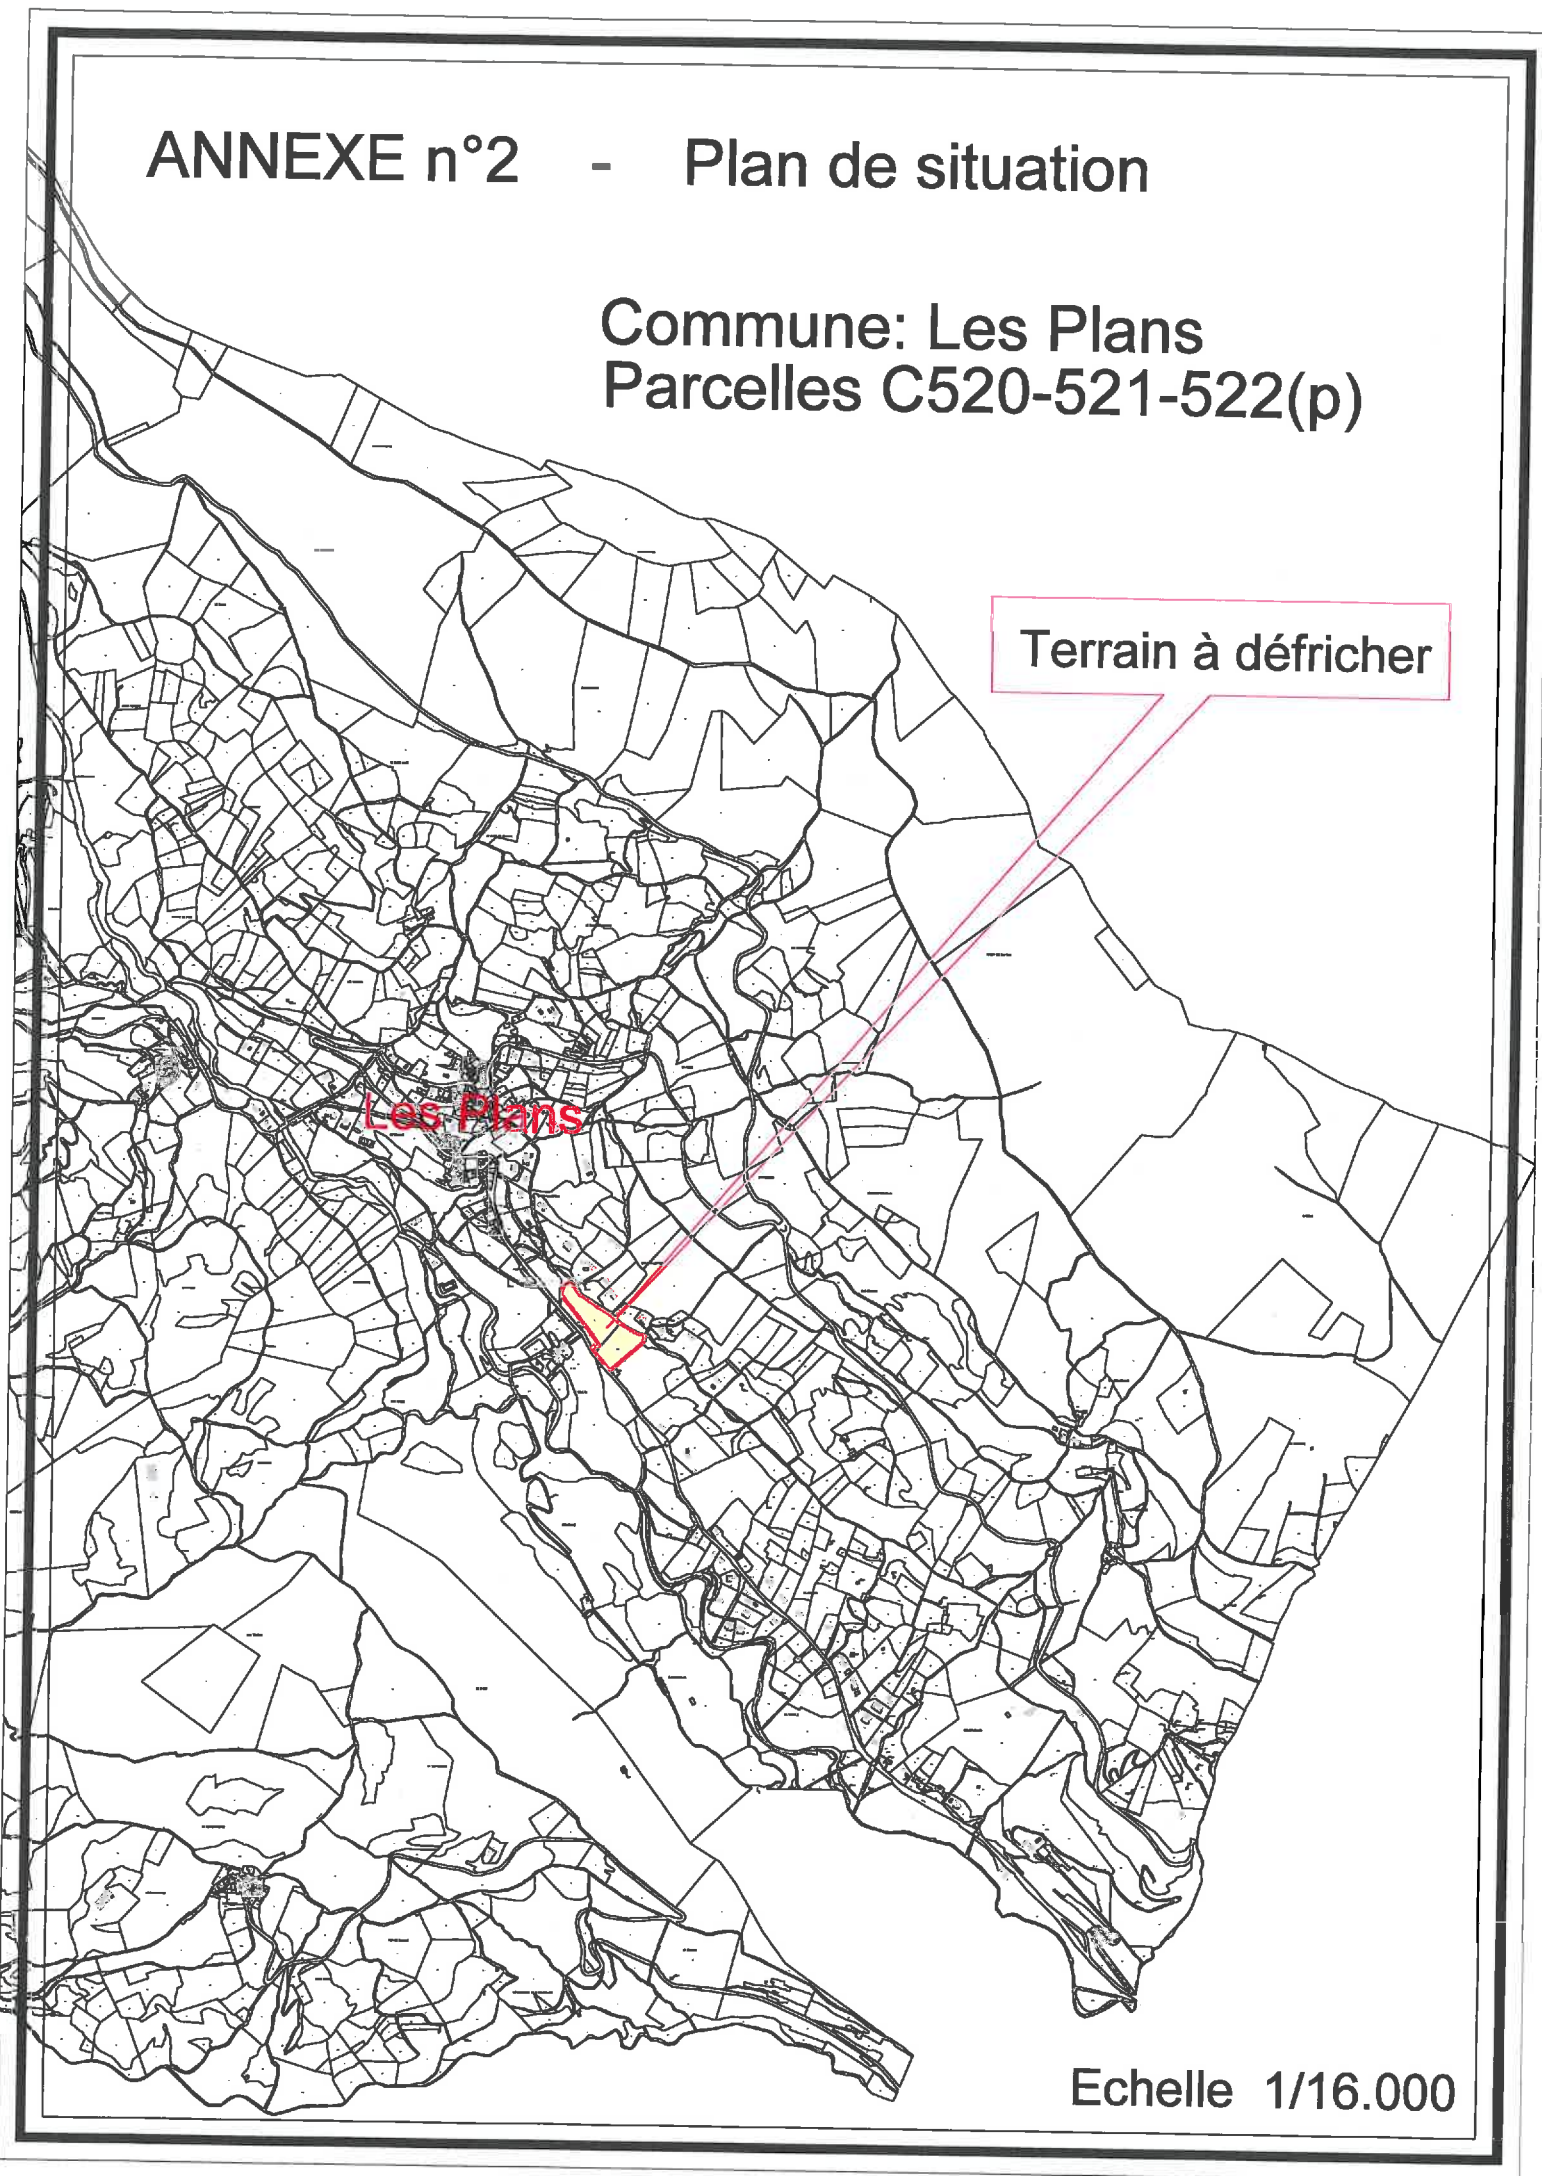 ANNEXE n°2 - Plan de situation
Commune: Les Plans
Parcelles C520-521-522(p)
Terrain à défricher
Les Plans
Echelle 1/16.000